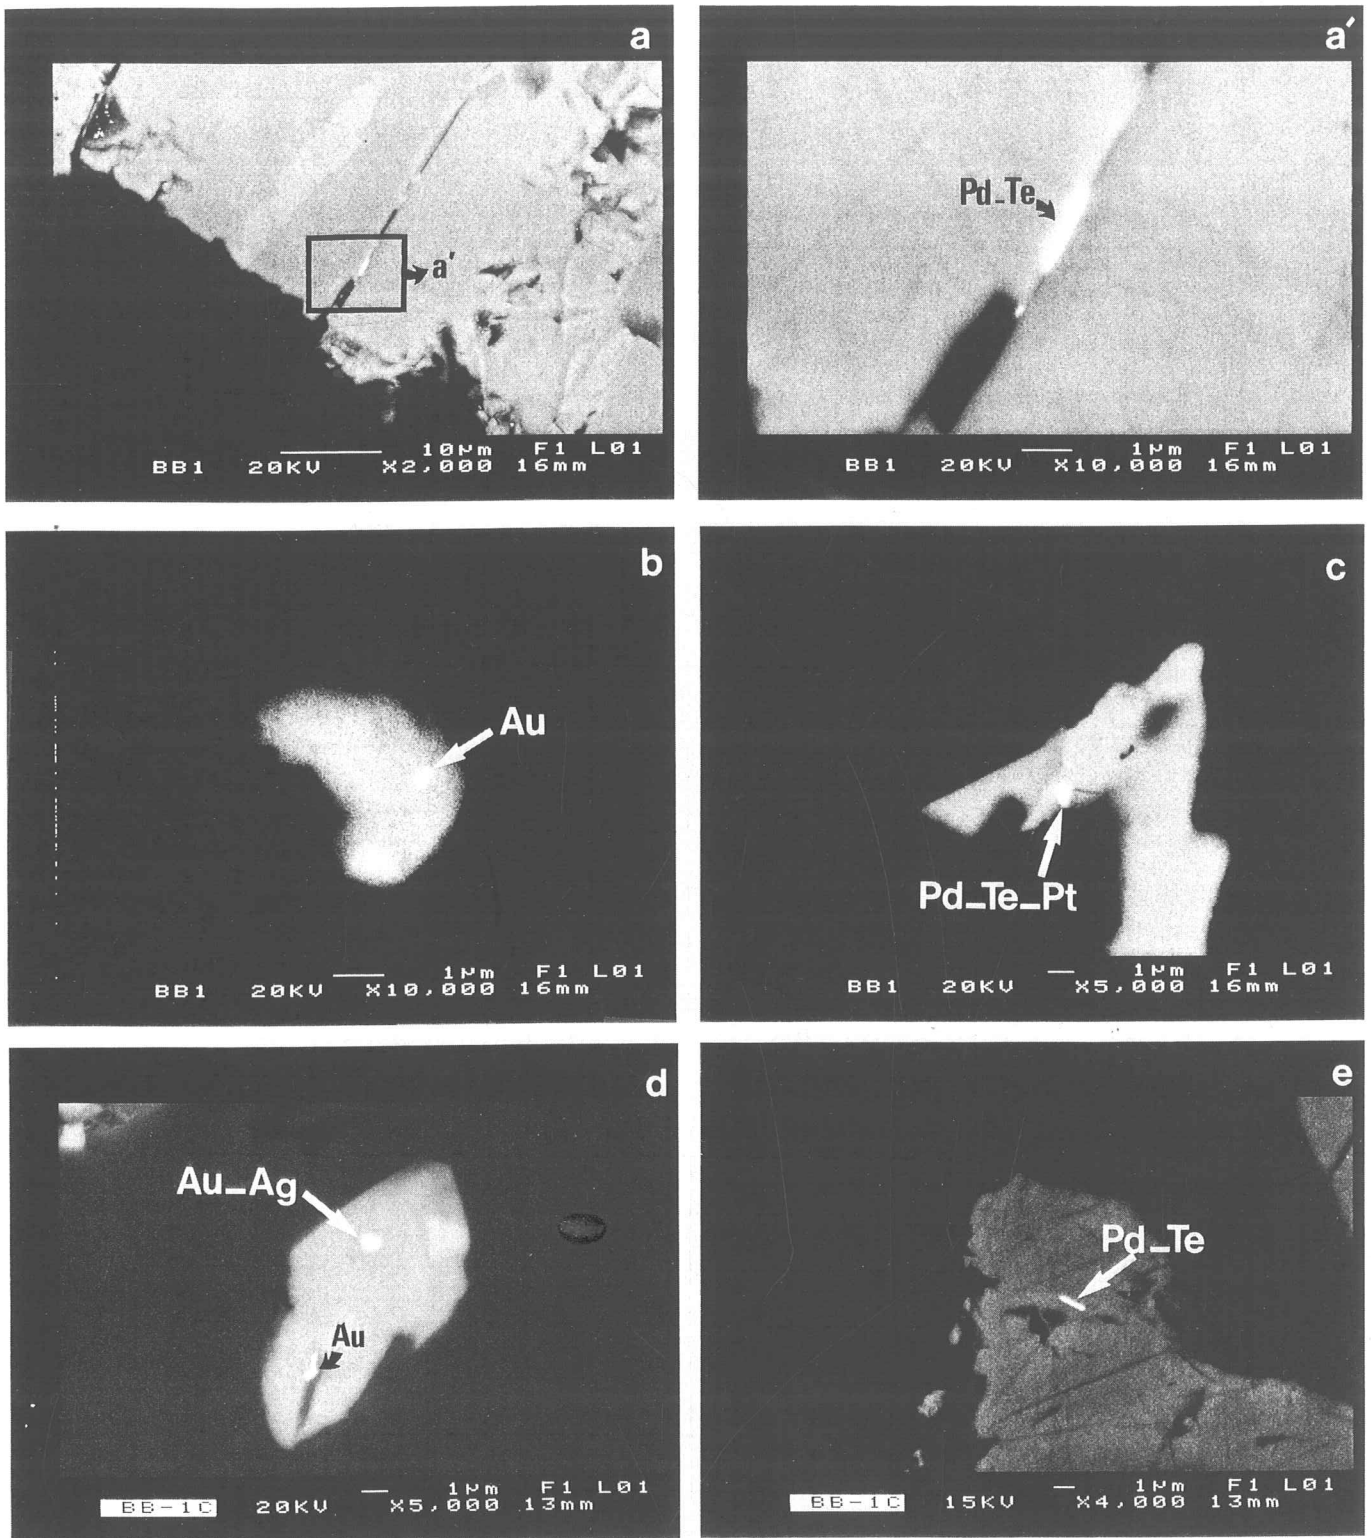 a
a'
10µm F1 L01
BB1 20KV X2,000 16mm
a'
Pd_Te
1µm F1 L01
BB1 20KV X10,000 16mm
b
Au
1µm F1 L01
BB1 20KV X10,000 16mm
c
Pd_Te_Pt
1µm F1 L01
BB1 20KV X5,000 16mm
d
Au_Ag
Au
1µm F1 L01
BB-1C 20KV X5,000 13mm
e
Pd_Te
1µm F1 L01
BB-1C 15KV X4,000 13mm